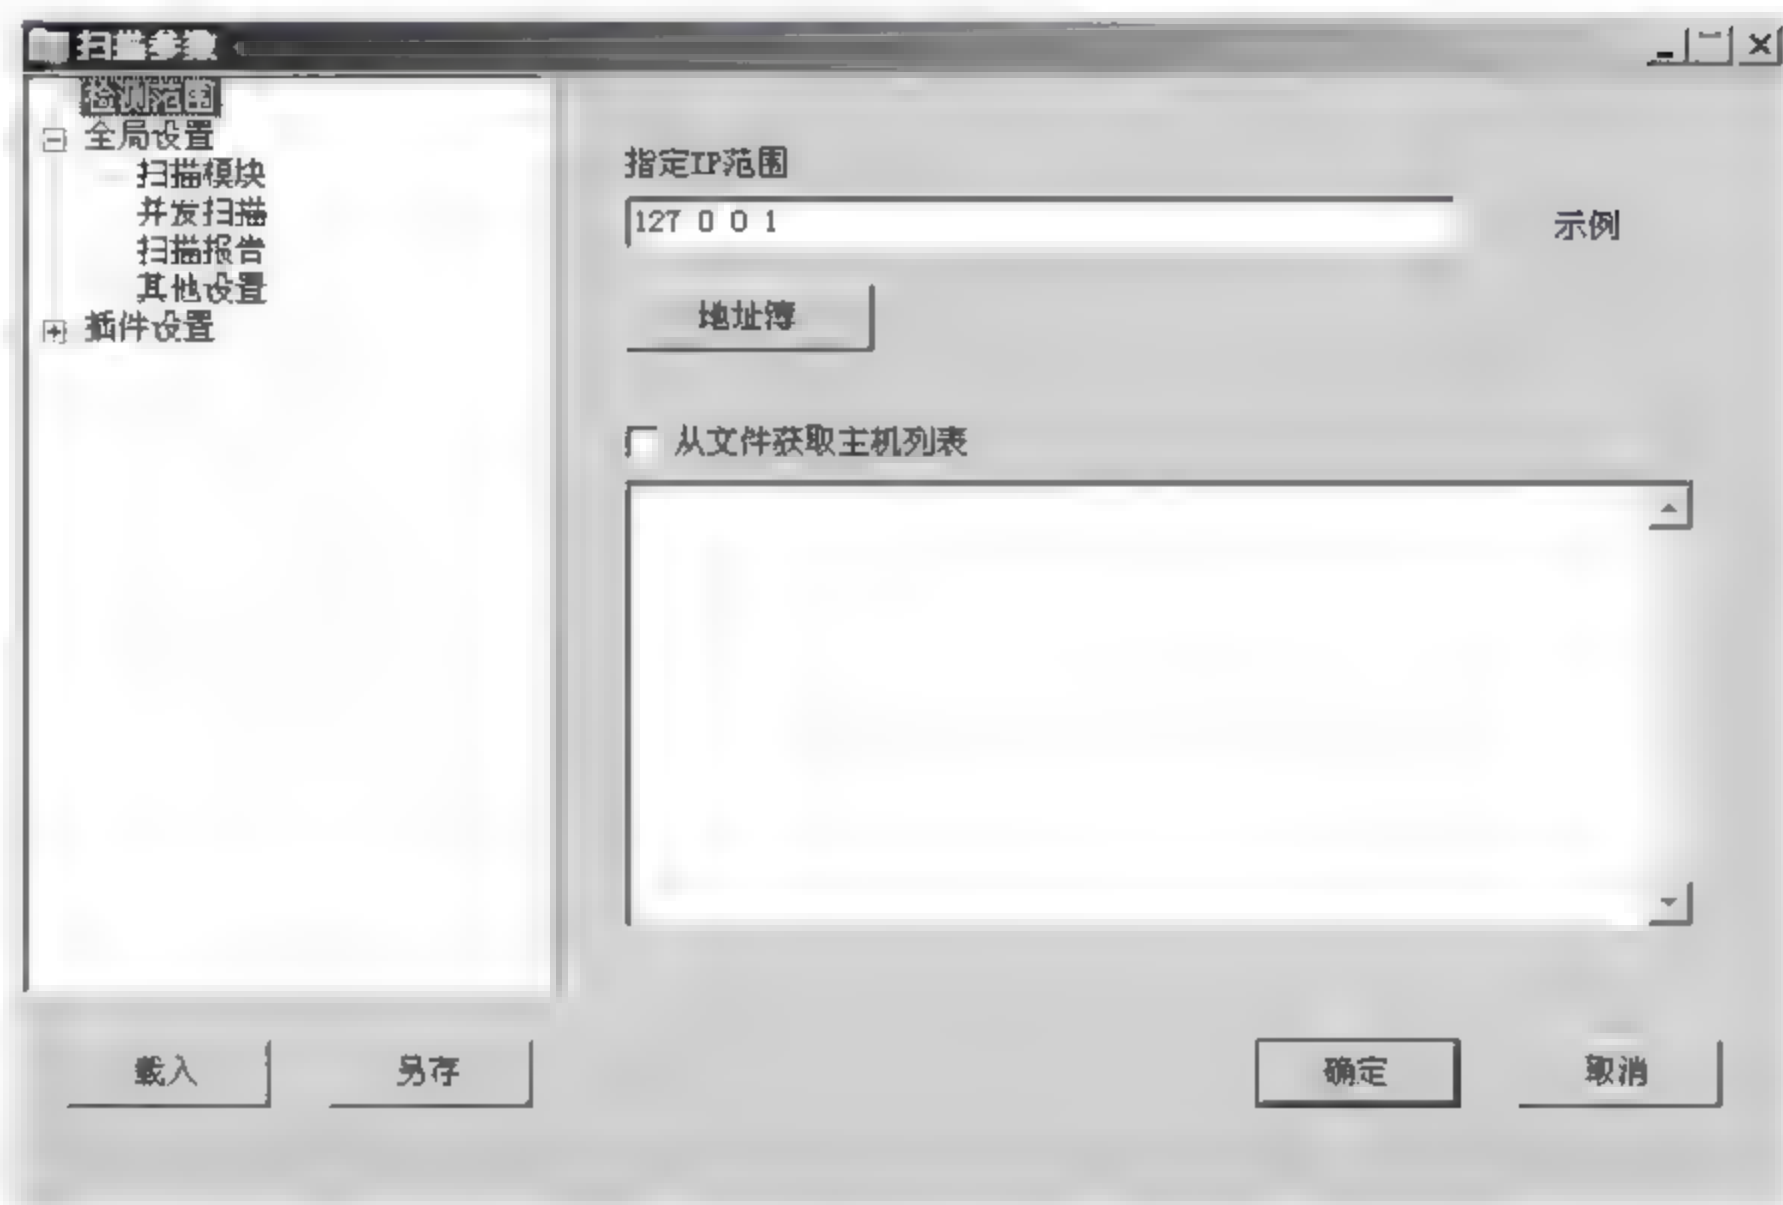 扫描参数
检测范围
全局设置
扫描模块
并发扫描
扫描报告
其他设置
插件设置
指定IP范围
127 0 0 1
示例
地址簿
从文件获取主机列表
载入
另存
确定
取消